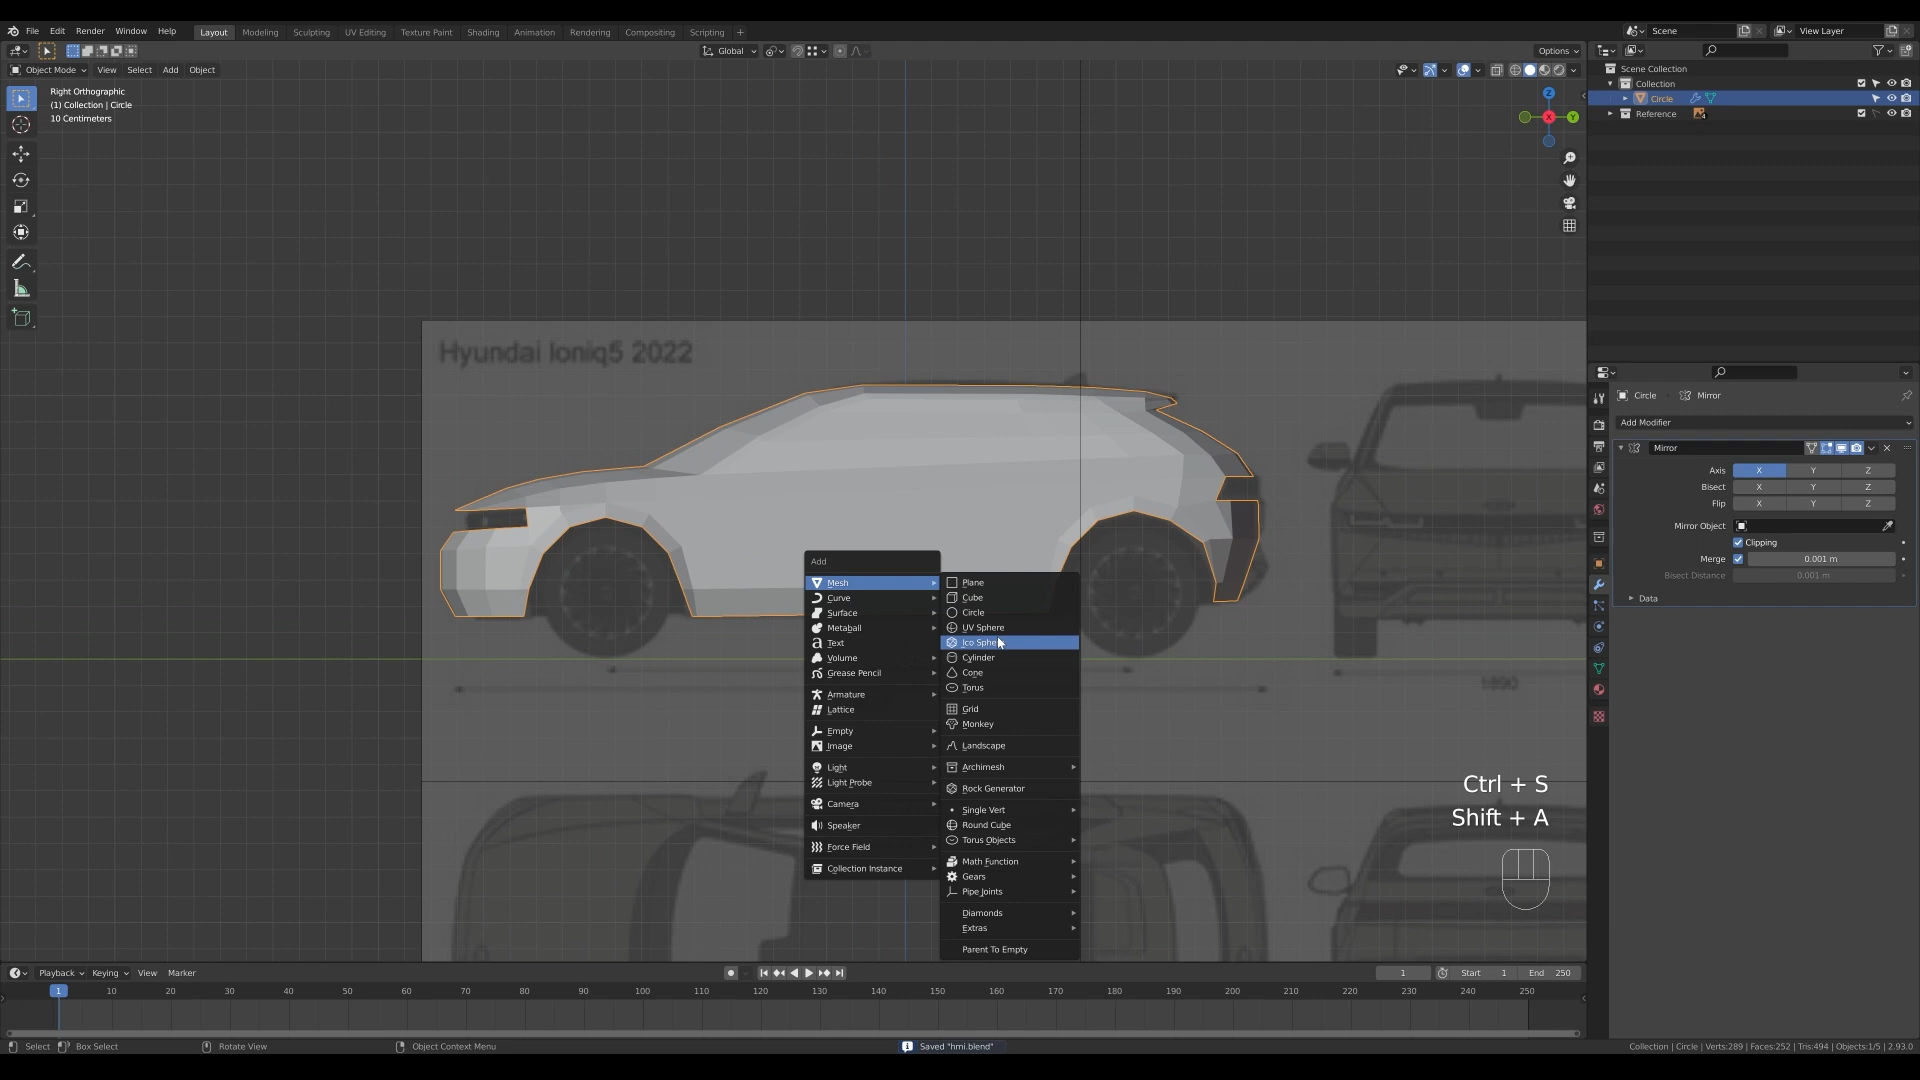 File Edit Render Window Help Layout Modeling Sculpting UV Editing Texture Paint Shading Animation Rendering Compositing Scripting + Scene View Layer
Global Options
Object Mode View Select Add Object
Right Orthographic
(1) Collection | Circle
10 Centimeters
Z
X
Y
Scene Collection
Collection
Circle
Reference
Hyundai Ioniq5 2022
1890
Add
Mesh
Curve
Surface
Metaball
Text
Volume
Grease Pencil
Armature
Lattice
Empty
Image
Light
Light Probe
Camera
Speaker
Force Field
Collection Instance
Plane
Cube
Circle
UV Sphere
Ico Sphe
Cylinder
Cone
Torus
Grid
Monkey
Landscape
Archimesh
Rock Generator
Single Vert
Round Cube
Torus Objects
Math Function
Gears
Pipe Joints
Diamonds
Extras
Parent To Empty
Circle Mirror
Add Modifier
Mirror
Axis X Y Z
Bisect X Y Z
Flip X Y Z
Mirror Object
Clipping
Merge 0.001 m
Bisect Distance 0.001 m
Data
Ctrl + S
Shift + A
Playback Keying View Marker 1 Start 1 End 250
1 10 20 30 40 50 60 70 80 90 100 110 120 130 140 150 160 170 180 190 200 210 220 230 240 250
Select Box Select Rotate View Object Context Menu Saved "hmi.blend" Collection | Circle | Verts:289 | Faces:252 | Tris:494 | Objects:1/5 | 2.93.0